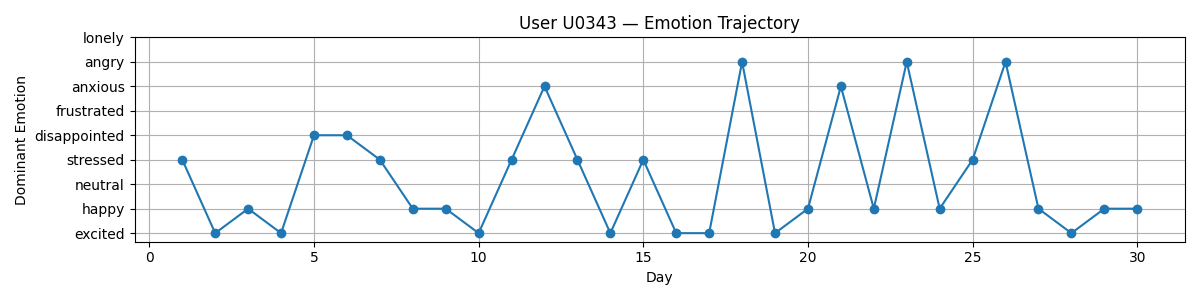 User U0343 — Emotion Trajectory
Dominant Emotion
lonely
angry
anxious
frustrated
disappointed
stressed
neutral
happy
excited
0 5 10 15 20 25 30
Day